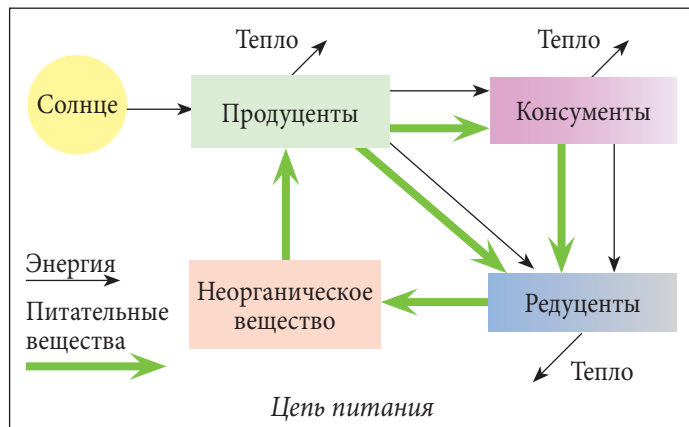 Тепло
Тепло
Солнце
Продуценты
Консументы
Энергия
Неорганическое
вещество
Редуценты
Питательные
вещества
Тепло
Цепь питания